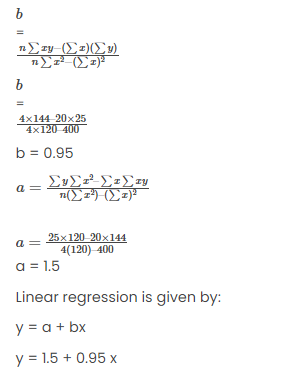 b
=
n∑xy–(∑x)(∑y)
n∑x²–(∑x)²
b
=
4×144–20×25
4×120–400
b = 0.95
a = ∑y∑x²–∑x∑xy
n(∑x²)–(∑x)²
a = 25×120–20×144
4(120)–400
a = 1.5
Linear regression is given by:
y = a + bx
y = 1.5 + 0.95 x